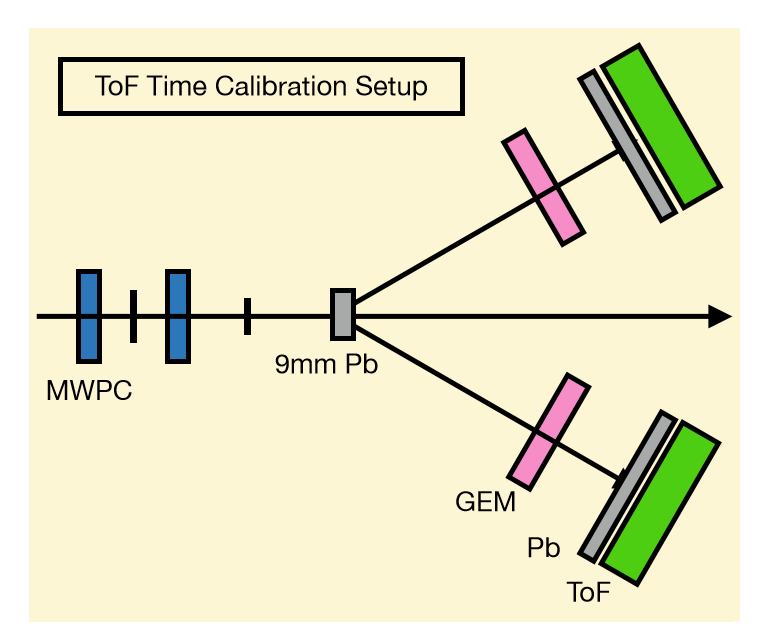 ToF Time Calibration Setup
9mm Pb
MWPC
GEM
Pb
ToF